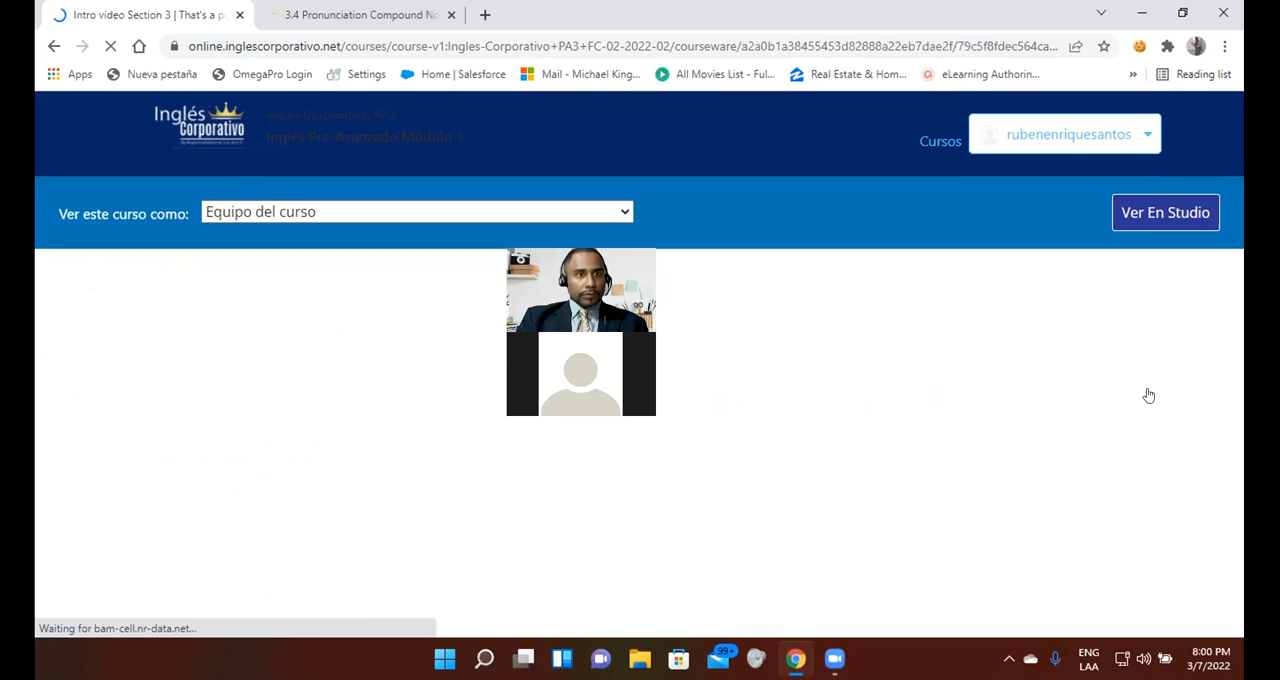 Intro video Section 3 | That's a p
3.4 Pronunciation Compound No
online.inglescorporativo.net/courses/course-v1:Ingles-Corporativo+PA3+FC-02-2022-02/courseware/a2a0b1a38455453d82888a22eb7dae2f/79c5f8fdec564ca...
Apps Nueva pestaña OmegaPro Login Settings Home | Salesforce Mail - Michael King... All Movies List - Ful... Real Estate & Hom... eLearning Authorin... » Reading list
Inglés
Corporativo
Inglés Corporativo: PA3
Inglés Pre-Avanzado Módulo 3
Cursos
rubenenriquesantos
Ver este curso como:
Equipo del curso
Ver En Studio
Waiting for bam-cell.nr-data.net...
99+
ENG
LAA
8:00 PM
3/7/2022